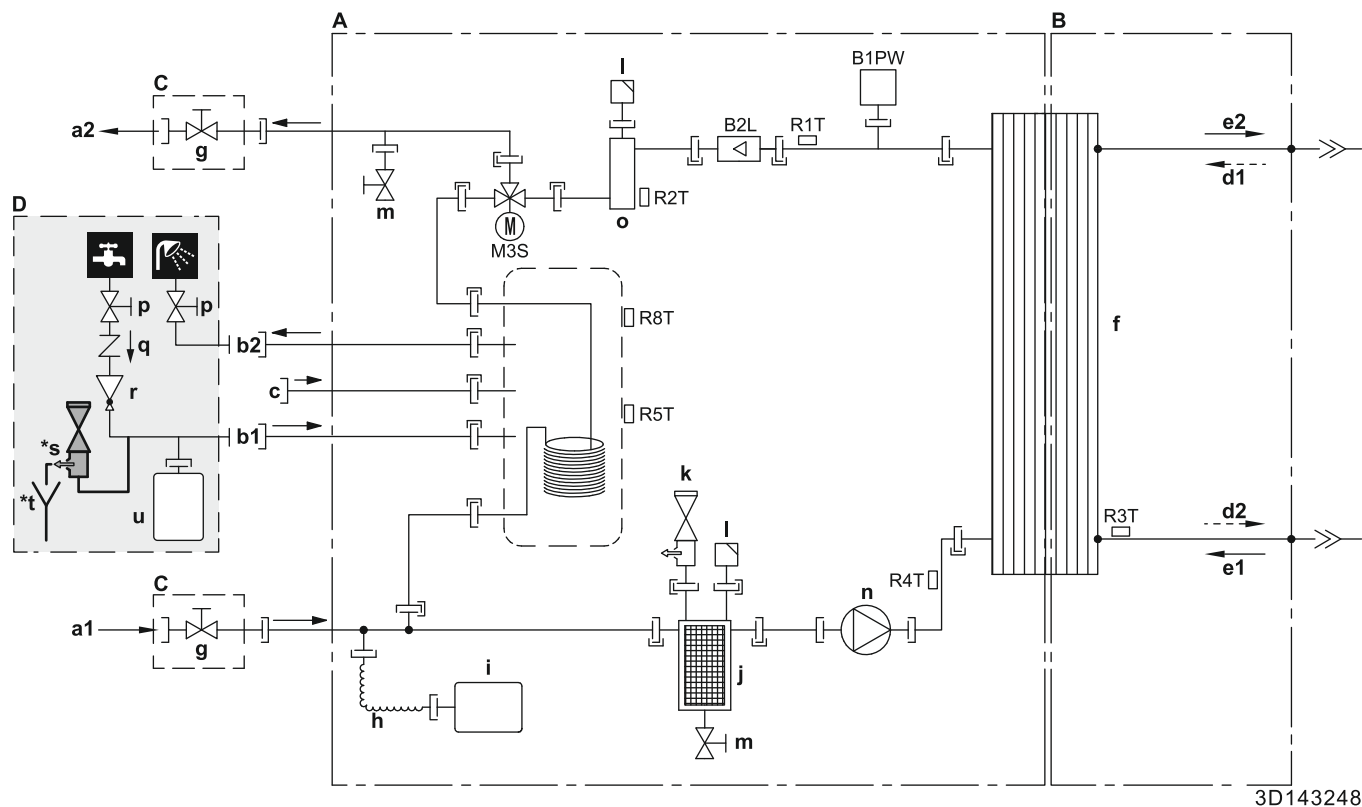 A
B
C
a2
g
l
B1PW
B2L
R1T
e2
d1
m
M
M3S
o
R2T
D
p
p
q
b2
r
c
b1
*s
*t
u
R8T
R5T
f
k
l
d2
R3T
e1
C
a1
g
R4T
n
h
i
j
m
3D143248